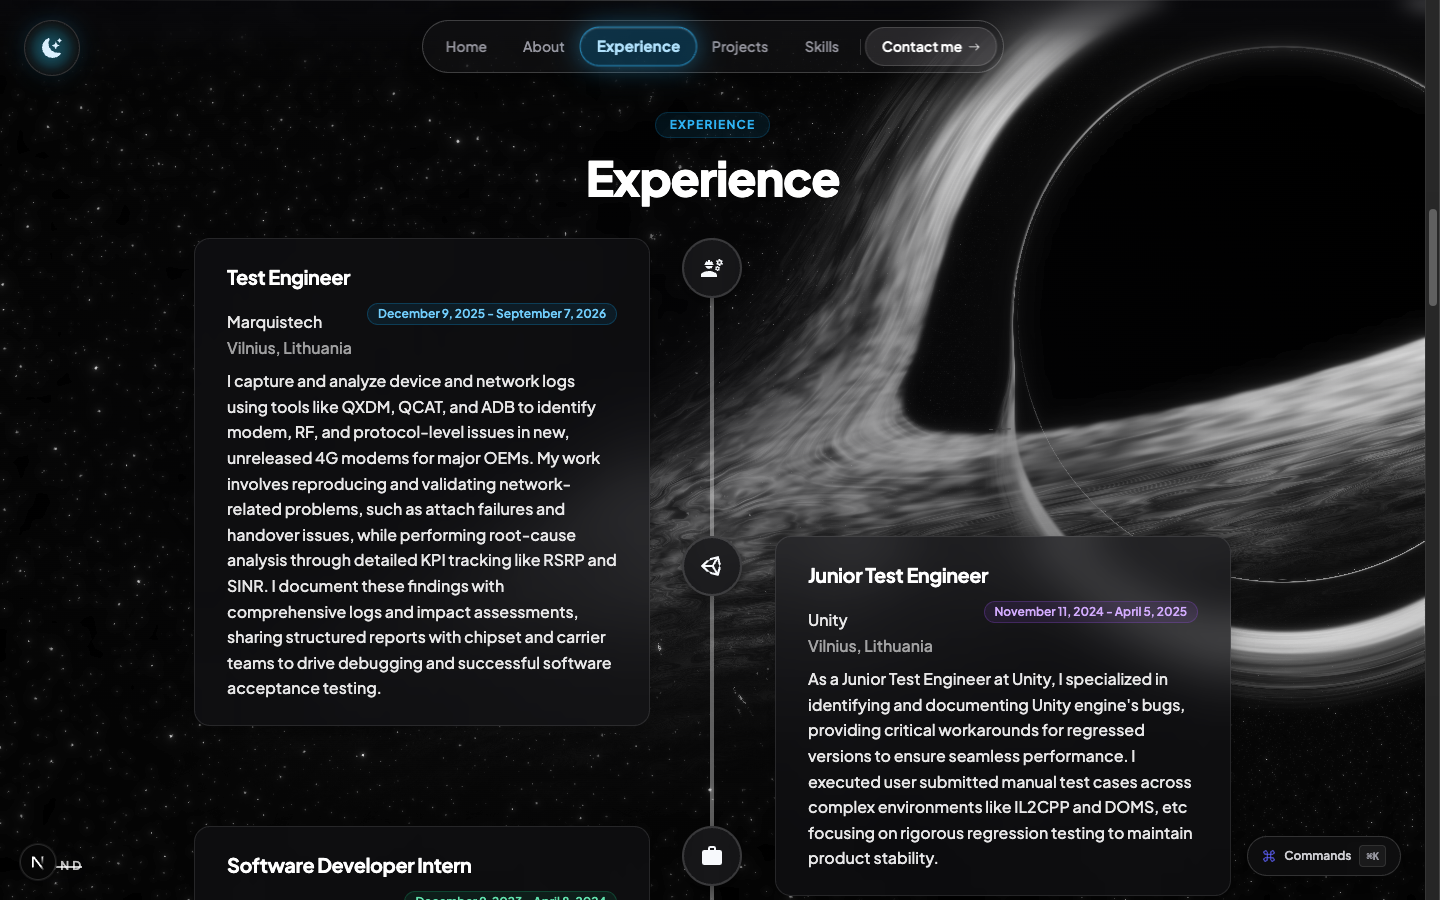 Home About Experience Projects Skills Contact me →
EXPERIENCE
Experience
Test Engineer
December 9, 2025 - September 7, 2026
Marquistech
Vilnius, Lithuania
I capture and analyze device and network logs
using tools like QXDM, QCAT, and ADB to identify
modem, RF, and protocol-level issues in new,
unreleased 4G modems for major OEMs. My work
involves reproducing and validating network-
related problems, such as attach failures and
handover issues, while performing root-cause
analysis through detailed KPI tracking like RSRP and
SINR. I document these findings with
comprehensive logs and impact assessments,
sharing structured reports with chipset and carrier
teams to drive debugging and successful software
acceptance testing.
Junior Test Engineer
November 11, 2024 - April 5, 2025
Unity
Vilnius, Lithuania
As a Junior Test Engineer at Unity, I specialized in
identifying and documenting Unity engine's bugs,
providing critical workarounds for regressed
versions to ensure seamless performance. I
executed user submitted manual test cases across
complex environments like IL2CPP and DOMS, etc
focusing on rigorous regression testing to maintain
product stability.
Software Developer Intern
N
ND
⌘ Commands ⌘K